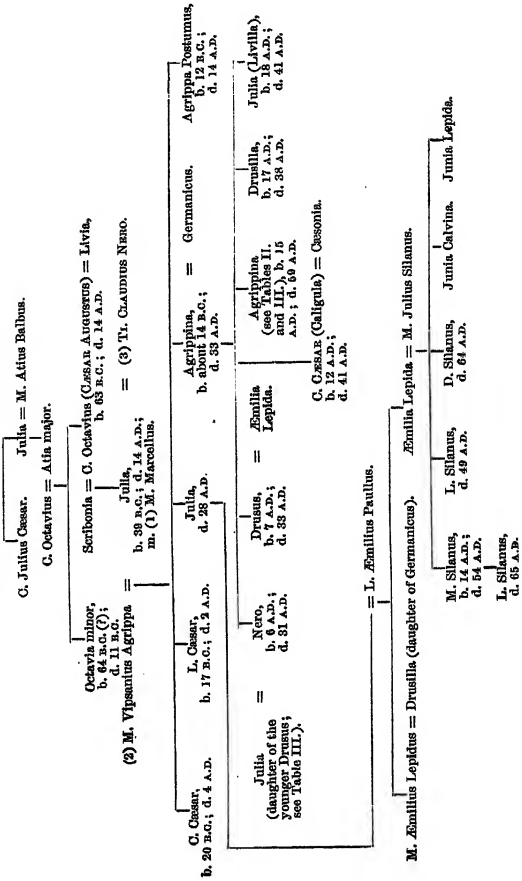 C. Julius Cæsar. Julia = M. Atius Balbus.
C. Octavius = Atia major.
Octavia minor,
b. 64 B.C. (?);
d. 11 B.C.
Scribonia = C. Octavius (CÆSAR AUGUSTUS) = Livia,
b. 63 B.C.; d. 14 A.D.
Julia,
b. 39 B.C.; d. 14 A.D.;
m. (1) M. Marcellus.
(2) M. Vipsanius Agrippa =
= (3) TI. CLAUDIUS NERO.
C. Cæsar,
b. 20 B.C.; d. 4 A.D.
L. Cæsar,
b. 17 B.C.; d. 2 A.D.
Julia,
d. 28 A.D.
Agrippina,
b. about 14 B.C.;
d. 33 A.D.
= Germanicus.
Agrippa Postumus,
b. 12 B.C.;
d. 14 A.D.
Julia
(daughter of the
younger Drusus;
see Table III.).
=
Nero,
b. 6 A.D.;
d. 31 A.D.
Drusus,
b. 7 A.D.;
d. 33 A.D.
= Æmilia
Lepida.
C. CÆSAR (Caligula) = Cæsonia.
b. 12 A.D.;
d. 41 A.D.
Agrippina
(see Tables II.
and III.), b. 15
A.D.; d. 59 A.D.
Drusilla,
b. 17 A.D.;
d. 38 A.D.
Julia (Livilla),
b. 18 A.D.;
d. 41 A.D.
= L. Æmilius Paullus.
M. Æmilius Lepidus = Drusilla (daughter of Germanicus).
Æmilia Lepida = M. Julius Silanus.
M. Silanus,
b. 14 A.D.;
d. 54 A.D.
L. Silanus,
d. 65 A.D.
L. Silanus,
d. 49 A.D.
D. Silanus,
d. 64 A.D.
Junia Calvina.
Junia Lepida.